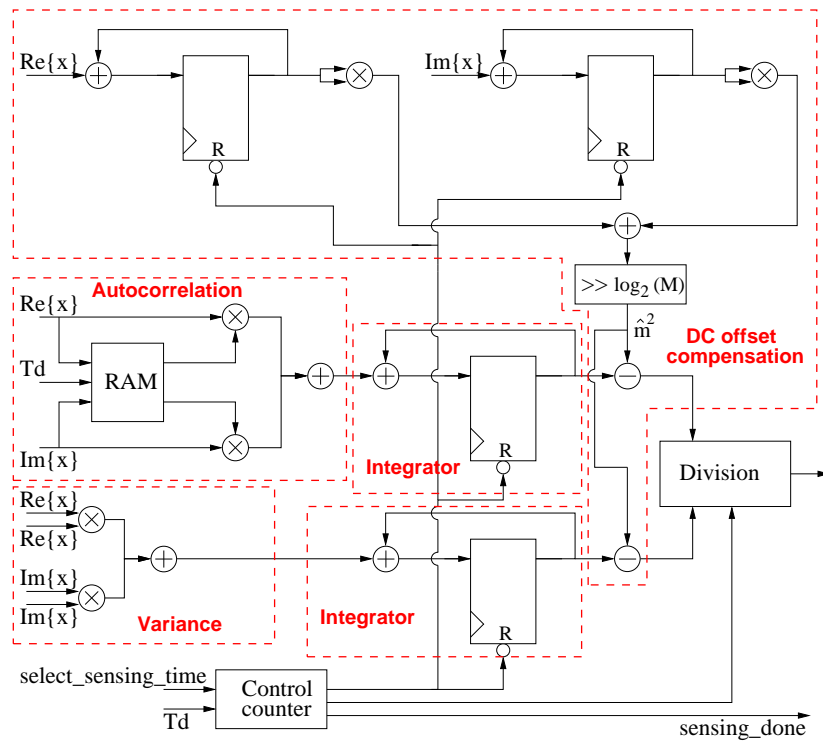 Re{x}
+
×
R
Im{x}
+
×
R
+
>> log₂ (M)
m̂²
DC offset
compensation
Autocorrelation
Re{x}
×
Td
RAM
+
+
−
R
Im{x}
×
Integrator
Division
Re{x}
×
Re{x}
+
+
−
Im{x}
×
Im{x}
Variance
Integrator
R
select_sensing_time
Control
counter
Td
sensing_done